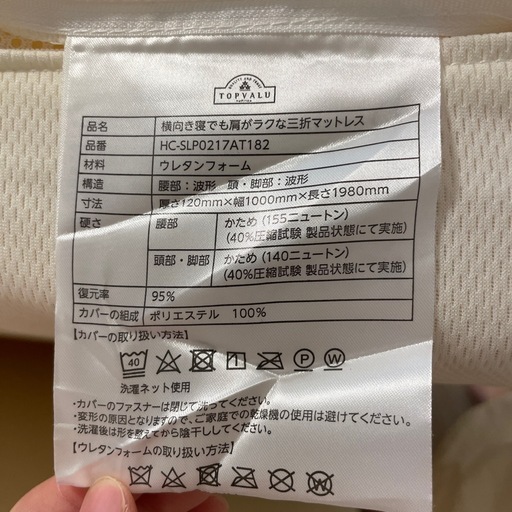 QUALITY AND TRUST
TOPVALU
品名 横向き寝でも肩がラクな三折マットレス
品番 HC-SLP0217AT182
材料 ウレタンフォーム
構造 腰部：波形 頭・脚部：波形
寸法 厚さ120mm×幅1000mm×長さ1980mm
硬さ 腰部 かため（155ニュートン）
（40%圧縮試験 製品状態にて実施）
頭部・脚部 かため（140ニュートン）
（40%圧縮試験 製品状態にて実施）
復元率 95%
カバーの組成 ポリエステル 100%
【カバーの取り扱い方法】
40 P W
洗濯ネット使用
・カバーのファスナーは閉じて洗ってください。
・変形の原因となりますので、ご家庭での乾燥機の使用は避けてください。
・洗濯後は形を整えてから陰干ししてください。
【ウレタンフォームの取り扱い方法】